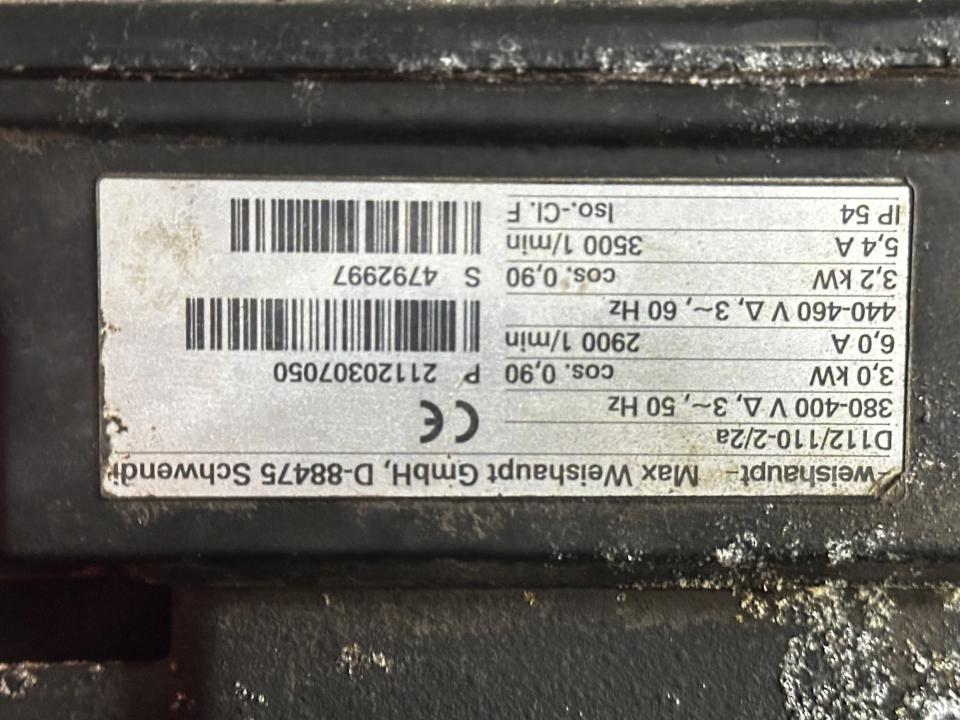 -weishaupt- Max Weishaupt GmbH, D-88475 Schwendi
D112/110-2/2a
380-400 V Δ, 3~, 50 Hz
3,0 kW cos. 0,90
6,0 A 2900 1/min
440-460 V Δ, 3~, 60 Hz
3,2 kW cos. 0,90
5,4 A 3500 1/min
IP 54 Iso.-Cl. F
CE
P 21120307050
S 4792997